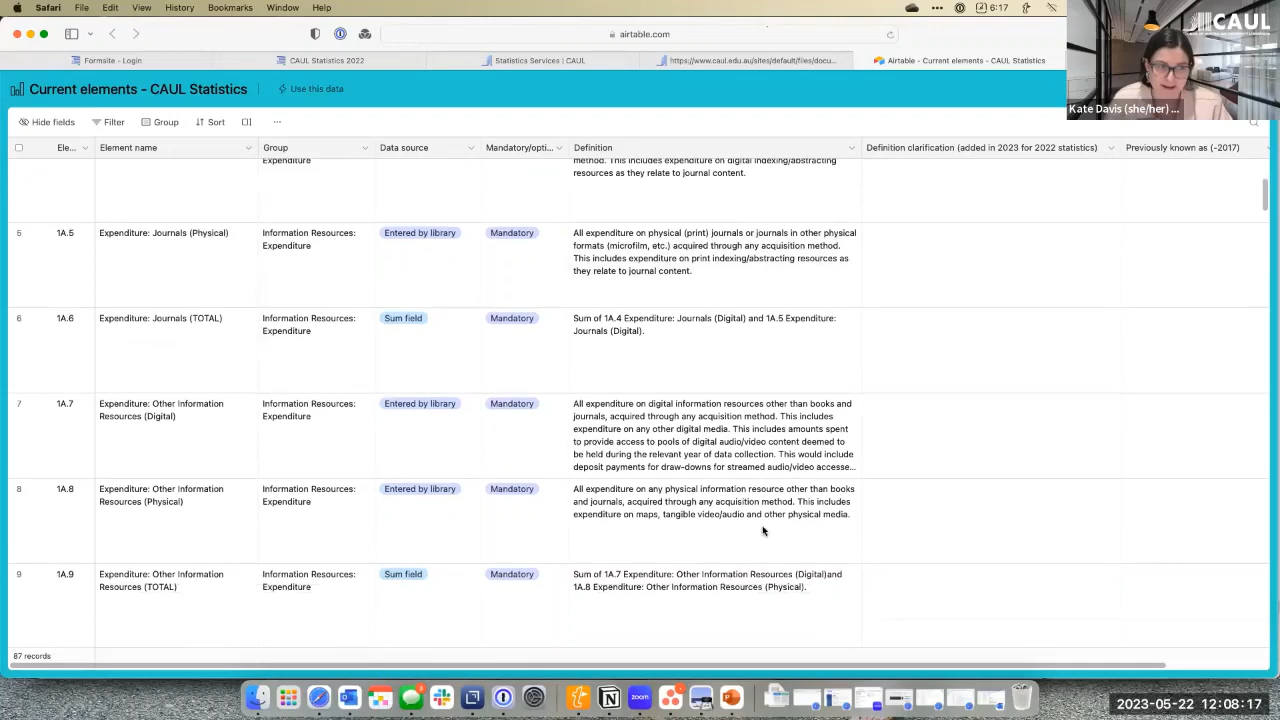 Safari File Edit View History Bookmarks Window Help
6:17
airtable.com
Formsite - Login
CAUL Statistics 2022
Statistics Services | CAUL
https://www.caul.edu.au/sites/default/files/docu...
Airtable - Current elements - CAUL Statistics
CAUL
Kate Davis (she/her) ...
Current elements - CAUL Statistics
Use this data
Hide fields Filter Group Sort ...
Ele... Element name Group Data source Mandatory/opti... Definition Definition clarification (added in 2023 for 2022 statistics) Previously known as (-2017)
Expenditure
method. This includes expenditure on digital indexing/abstracting
resources as they relate to journal content.
5 1A.5 Expenditure: Journals (Physical)
Information Resources:
Expenditure
Entered by library
Mandatory
All expenditure on physical (print) journals or journals in other physical
formats (microfilm, etc.) acquired through any acquisition method.
This includes expenditure on print indexing/abstracting resources as
they relate to journal content.
6 1A.6 Expenditure: Journals (TOTAL)
Information Resources:
Expenditure
Sum field
Mandatory
Sum of 1A.4 Expenditure: Journals (Digital) and 1A.5 Expenditure:
Journals (Digital).
7 1A.7 Expenditure: Other Information
Resources (Digital)
Information Resources:
Expenditure
Entered by library
Mandatory
All expenditure on digital information resources other than books and
journals, acquired through any acquisition method. This includes
expenditure on any other digital media. This includes amounts spent
to provide access to pools of digital audio/video content deemed to
be held during the relevant year of data collection. This would include
deposit payments for draw-downs for streamed audio/video accesse...
8 1A.8 Expenditure: Other Information
Resources (Physical)
Information Resources:
Expenditure
Entered by library
Mandatory
All expenditure on any physical information resource other than books
and journals, acquired through any acquisition method. This includes
expenditure on maps, tangible video/audio and other physical media.
9 1A.9 Expenditure: Other Information
Resources (TOTAL)
Information Resources:
Expenditure
Sum field
Mandatory
Sum of 1A.7 Expenditure: Other Information Resources (Digital)and
1A.8 Expenditure: Other Information Resources (Physical).
87 records
zoom
2023-05-22 12:08:17